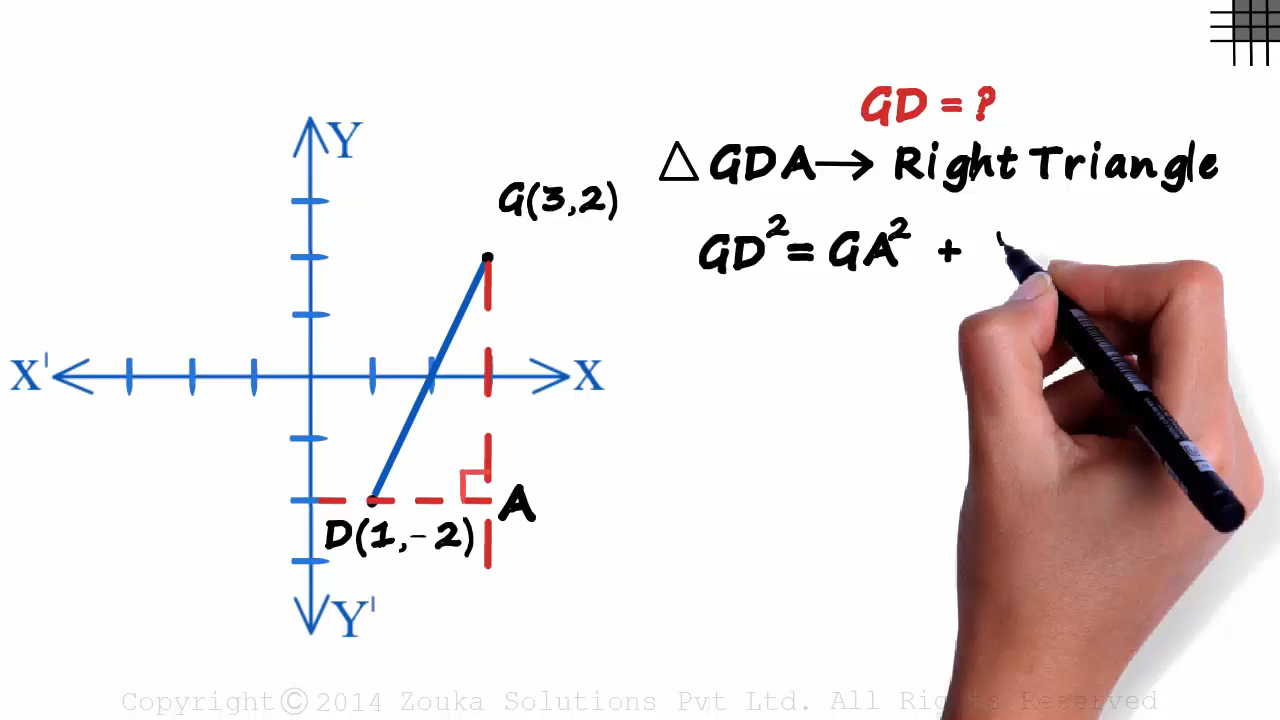 GD = ?
△ GDA → Right Triangle
GD² = GA² +
Y
G(3,2)
X' X
A
D(1,-2)
Y'
Copyright© 2014 Zouka Solutions Pvt Ltd. All Rights Reserved